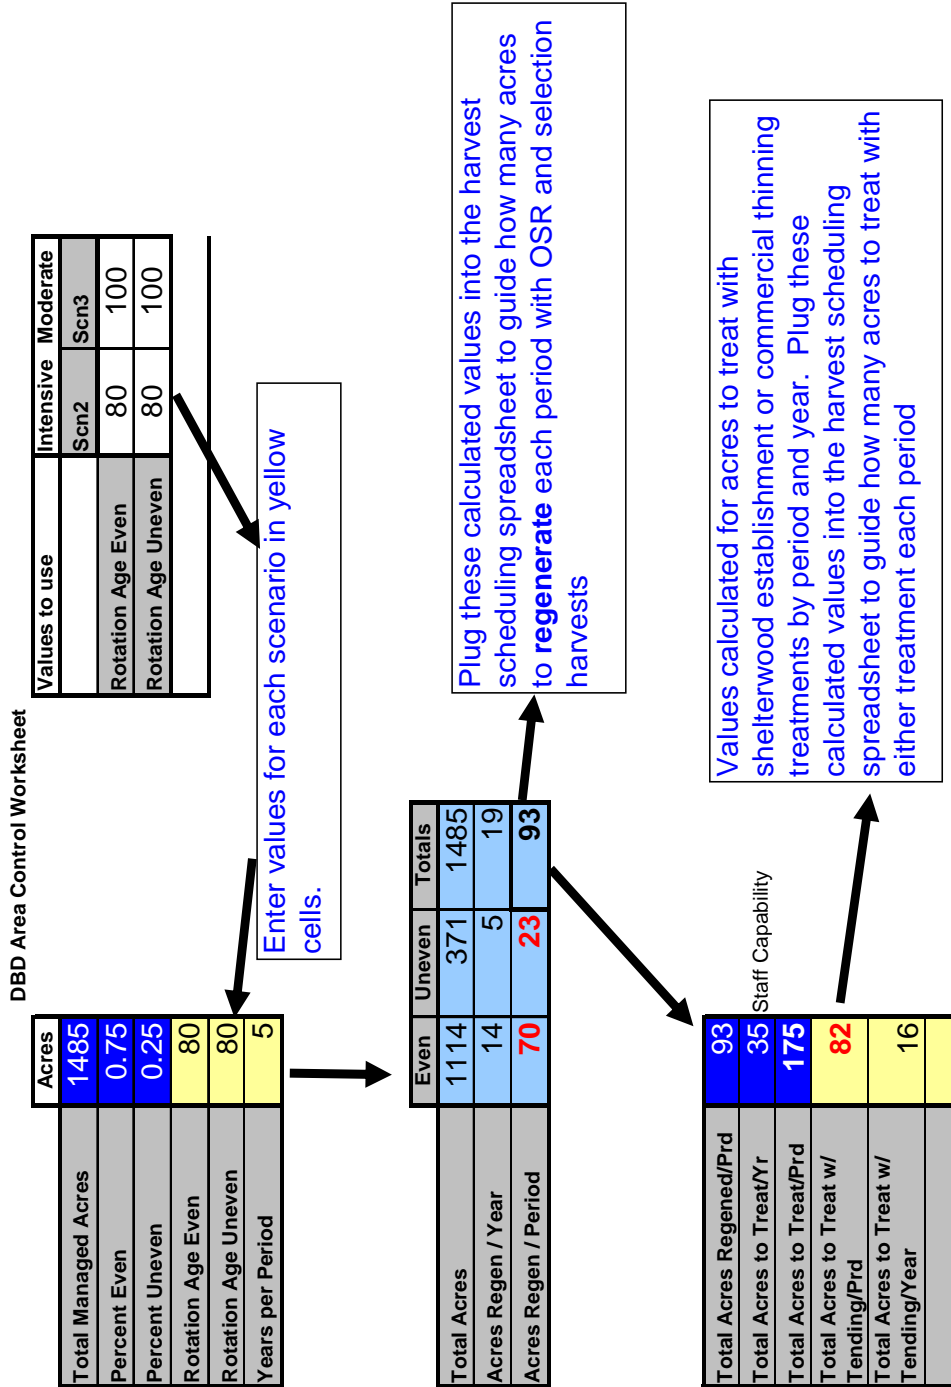 DBD Area Control Worksheet
Acres
Total Managed Acres 1485
Percent Even 0.75
Percent Uneven 0.25
Rotation Age Even 80
Rotation Age Uneven 80
Years per Period 5
Values to use Intensive Moderate
Scn2 Scn3
Rotation Age Even 80 100
Rotation Age Uneven 80 100
Enter values for each scenario in yellow
cells.
Even Uneven Totals
Total Acres 1114 371 1485
Acres Regen / Year 14 5 19
Acres Regen / Period 70 23 93
Plug these calculated values into the harvest
scheduling spreadsheet to guide how many acres
to regenerate each period with OSR and selection
harvests
Total Acres Regened/Prd 93
Total Acres to Treat/Yr 35 Staff Capability
Total Acres to Treat/Prd 175
Total Acres to Treat w/
Tending/Prd 82
Total Acres to Treat w/
Tending/Year 16
Values calculated for acres to treat with
shelterwood establishment or commercial thinning
treatments by period and year. Plug these
calculated values into the harvest scheduling
spreadsheet to guide how many acres to treat with
either treatment each period